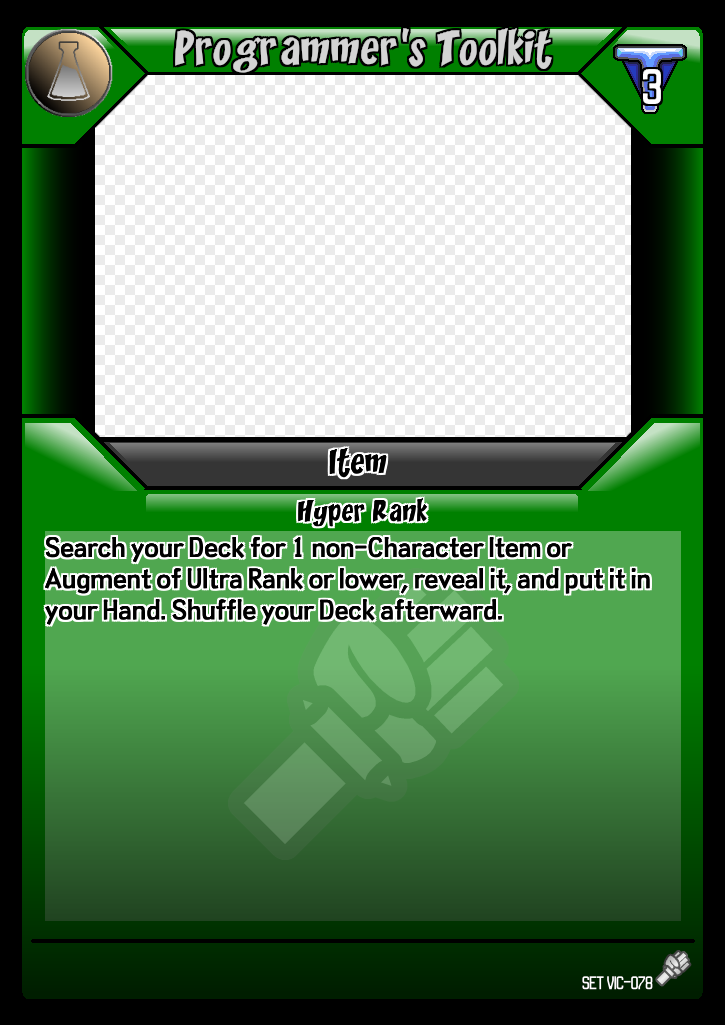 Programmer's Toolkit
3
Item
Hyper Rank
Search your Deck for 1 non-Character Item or
Augment of Ultra Rank or lower, reveal it, and put it in
your Hand. Shuffle your Deck afterward.
SET VIC-078